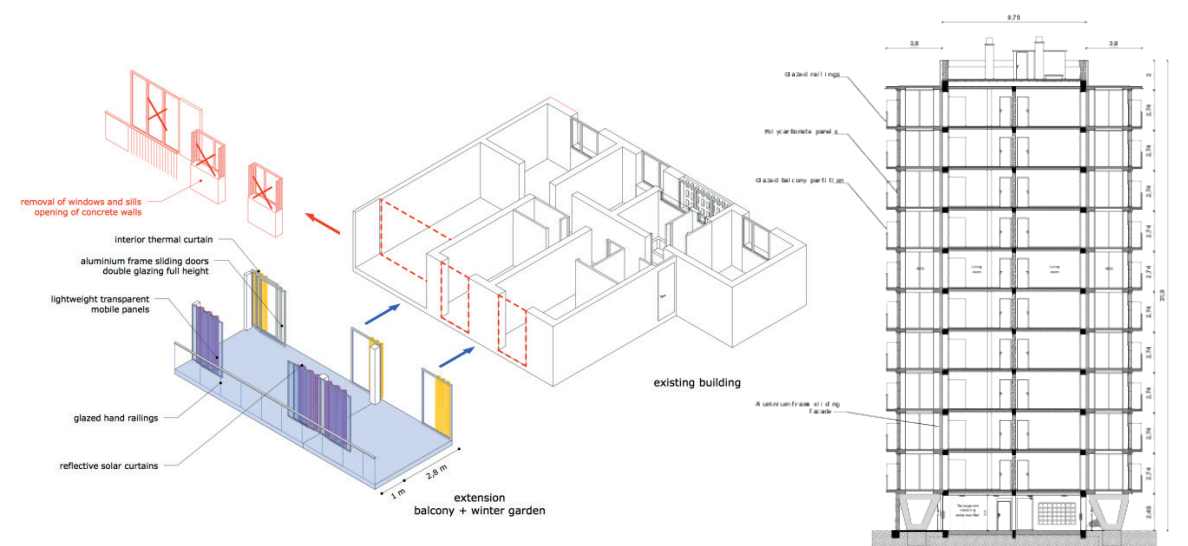 removal of windows and sills
opening of concrete walls
interior thermal curtain
aluminium frame sliding doors
double glazing full height
lightweight transparent
mobile panels
glazed hand railings
reflective solar curtains
1 m
2,8 m
extension
balcony + winter garden
existing building
9,75
3,8
3,8
Glazed railings
Polycarbonate panels
Glazed Balcony partition
Aluminium frame sliding
facade
Living
room
Living
room
2,74
2,74
2,74
2,74
2,74
2,74
2,74
2,74
2,74
2,74